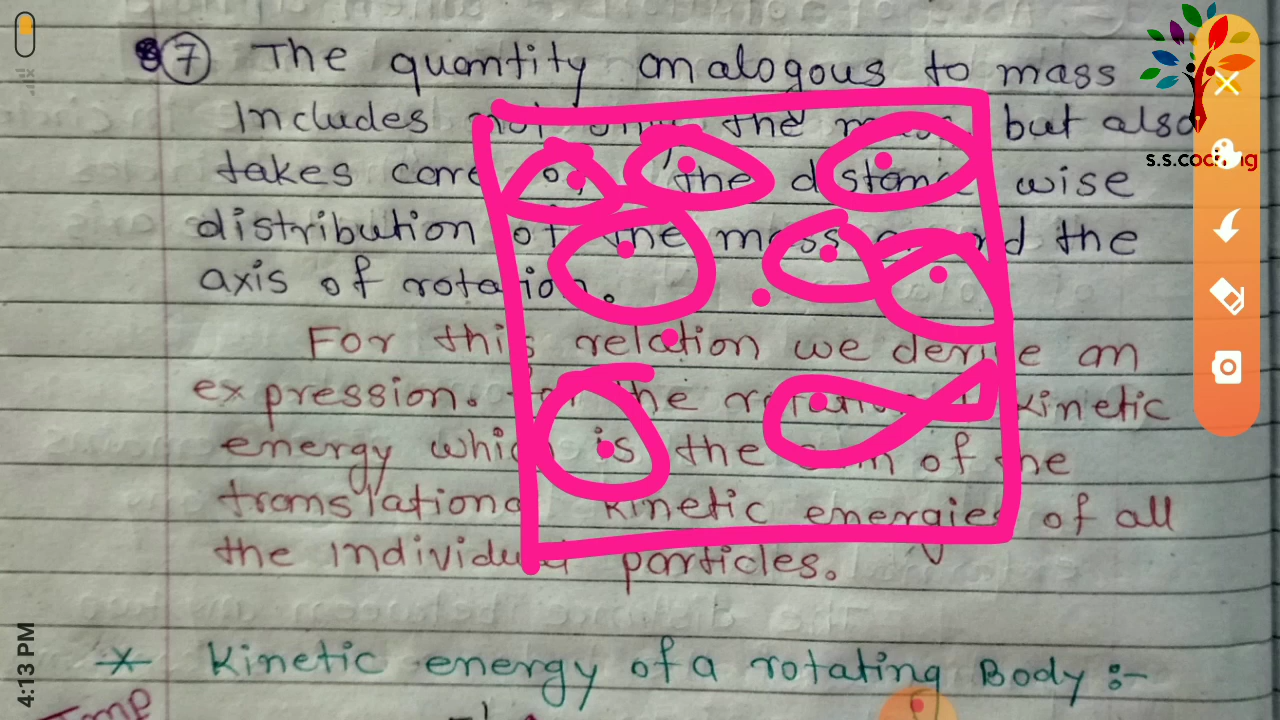 7 The quantity analogous to mass
Includes not only the mass but also
takes care of the distance wise
distribution of the mass around the
axis of rotation.
For this relation we derive an
expression. for the rotational kinetic
energy which is the sum of the
translational kinetic energies of all
the individual particles.
* Kinetic energy of a rotating Body :-
Imp
s.s.coching
4:13 PM